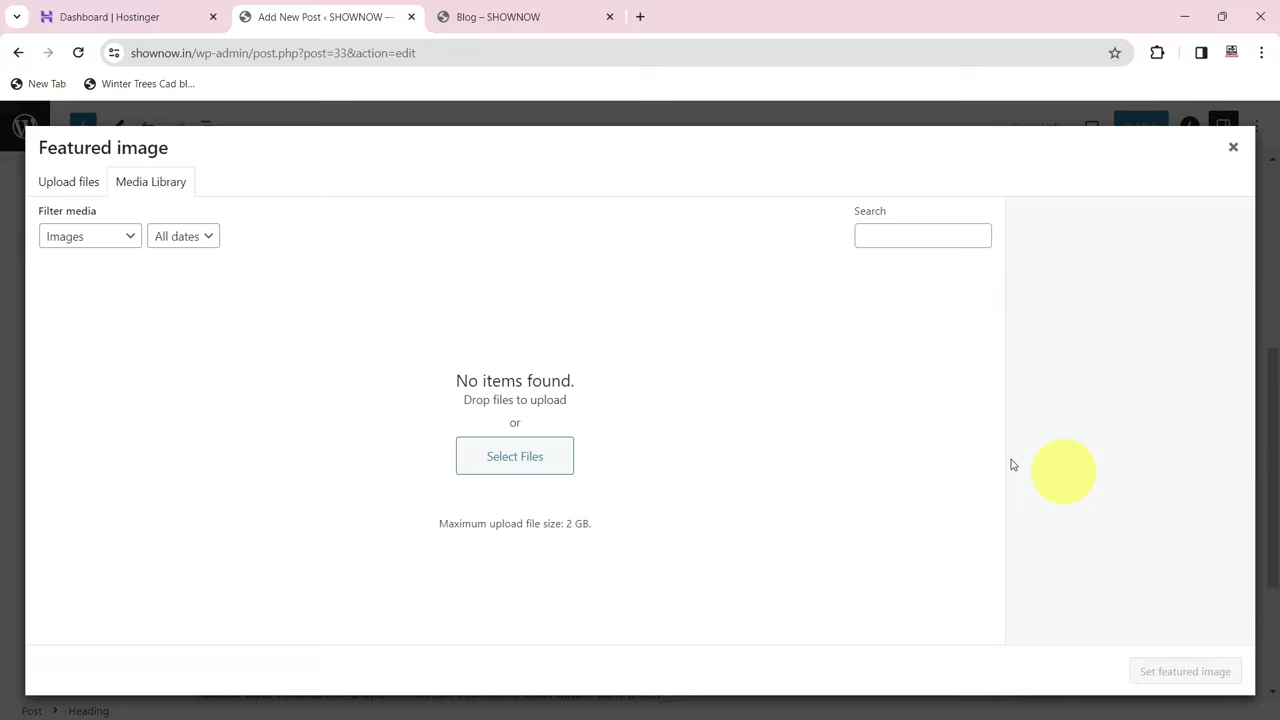 Dashboard | Hostinger
Add New Post ‹ SHOWNOW —
Blog – SHOWNOW
shownow.in/wp-admin/post.php?post=33&action=edit
New Tab
Winter Trees Cad bl...
Featured image
Upload files
Media Library
Filter media
Search
Images
All dates
No items found.
Drop files to upload
or
Select Files
Maximum upload file size: 2 GB.
Set featured image
Post
Heading